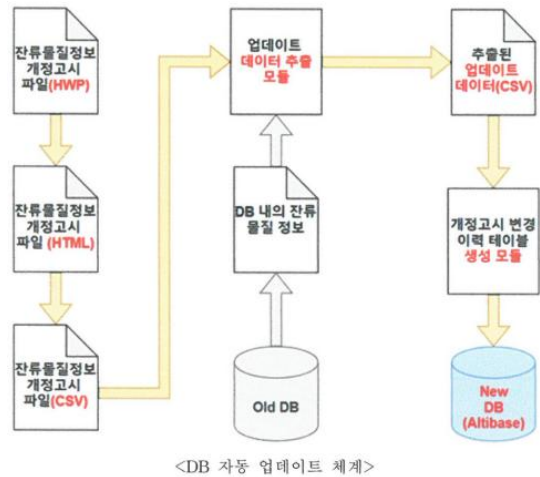 잔류물질정보
개정고시
파일(HWP)
잔류물질정보
개정고시
파일 (HTML)
잔류물질정보
개정고시
파일(CSV)
업데이트
데이터 추출
모듈
DB 내의 잔류
물질 정보
Old DB
추출된
업데이트
데이터(CSV)
개정고시 변경
이력 테이블
생성 모듈
New
DB
(Altibase)
<DB 자동 업데이트 체계>